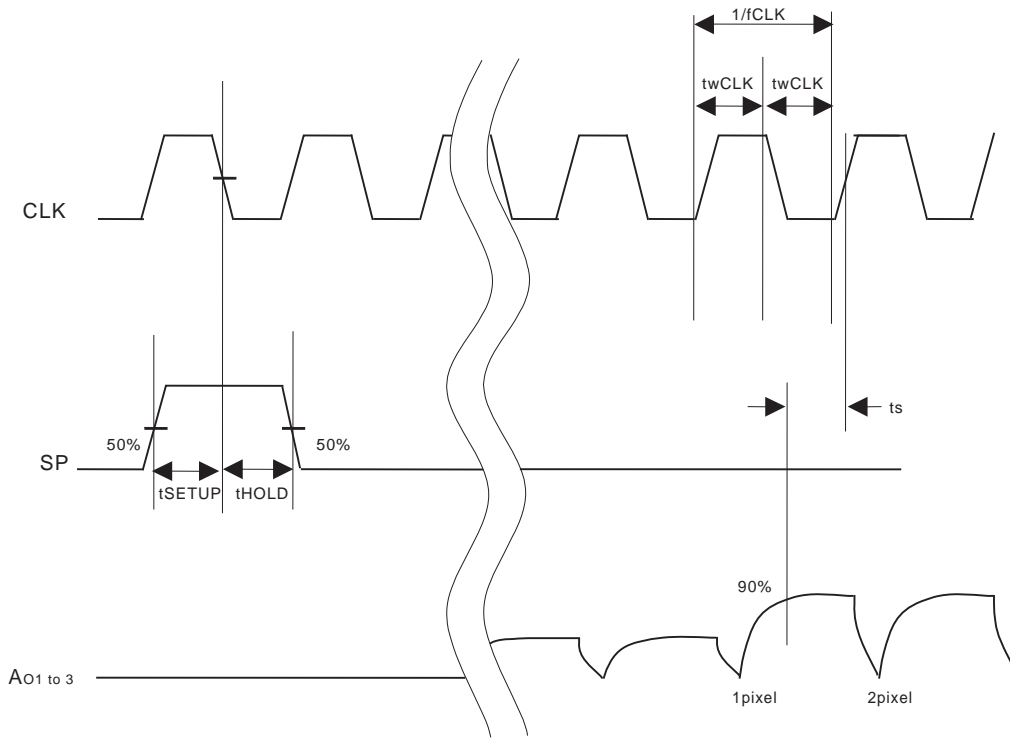 1/fCLK
twCLK twCLK
CLK
ts
50% 50%
SP
tSETUP tHOLD
90%
AO1 to 3
1pixel 2pixel